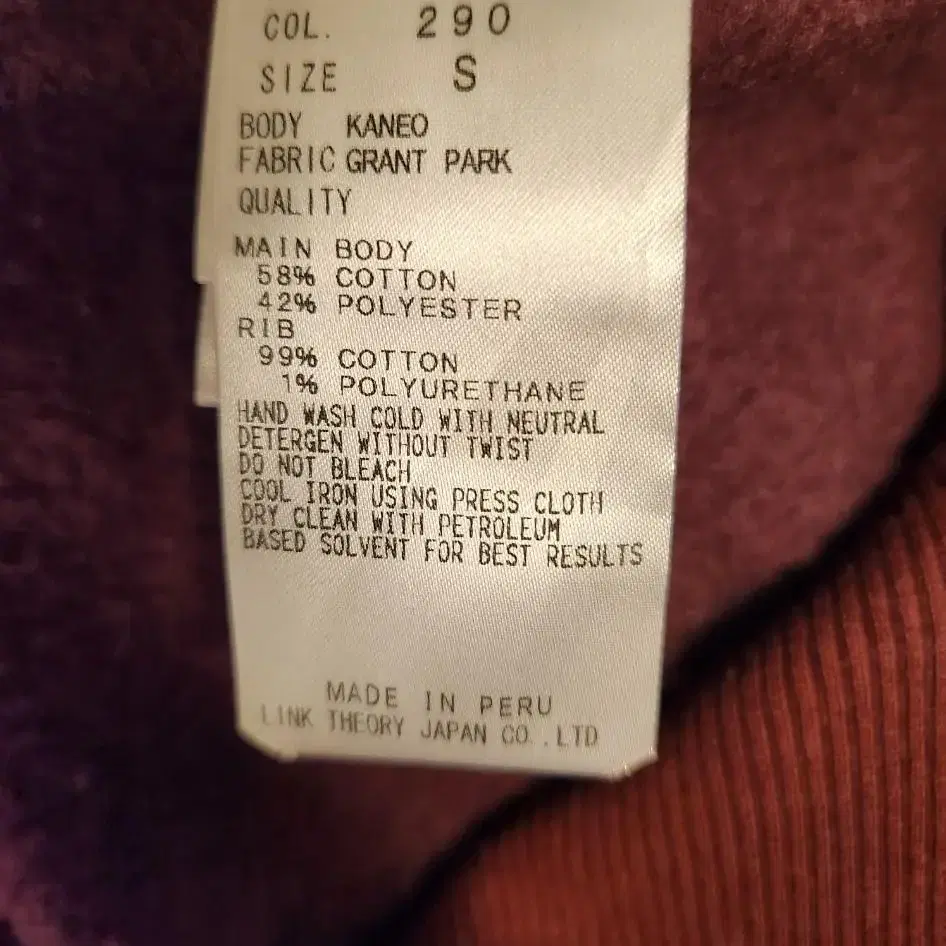 COL. 290
SIZE S
BODY KANEO
FABRIC GRANT PARK
QUALITY
MAIN BODY
58% COTTON
42% POLYESTER
RIB
99% COTTON
1% POLYURETHANE
HAND WASH COLD WITH NEUTRAL
DETERGEN WITHOUT TWIST
DO NOT BLEACH
COOL IRON USING PRESS CLOTH
DRY CLEAN WITH PETROLEUM
BASED SOLVENT FOR BEST RESULTS
MADE IN PERU
LINK THEORY JAPAN CO.,LTD